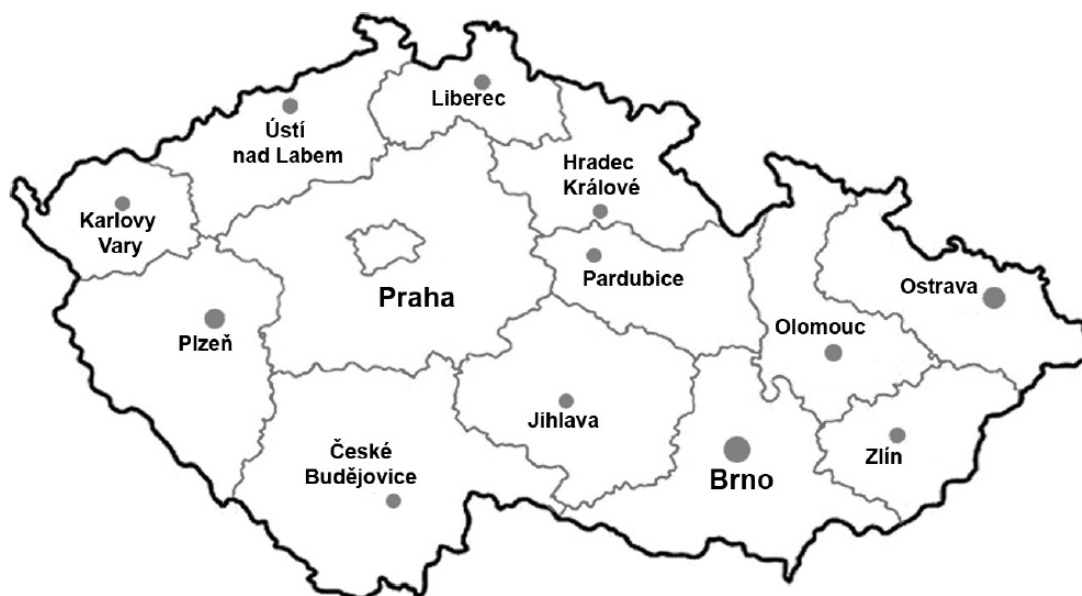 Liberec
Ústí
nad Labem
Hradec
Králové
Karlovy
Vary
Pardubice
Praha
Ostrava
Plzeň
Olomouc
Jihlava
České
Budějovice
Zlín
Brno